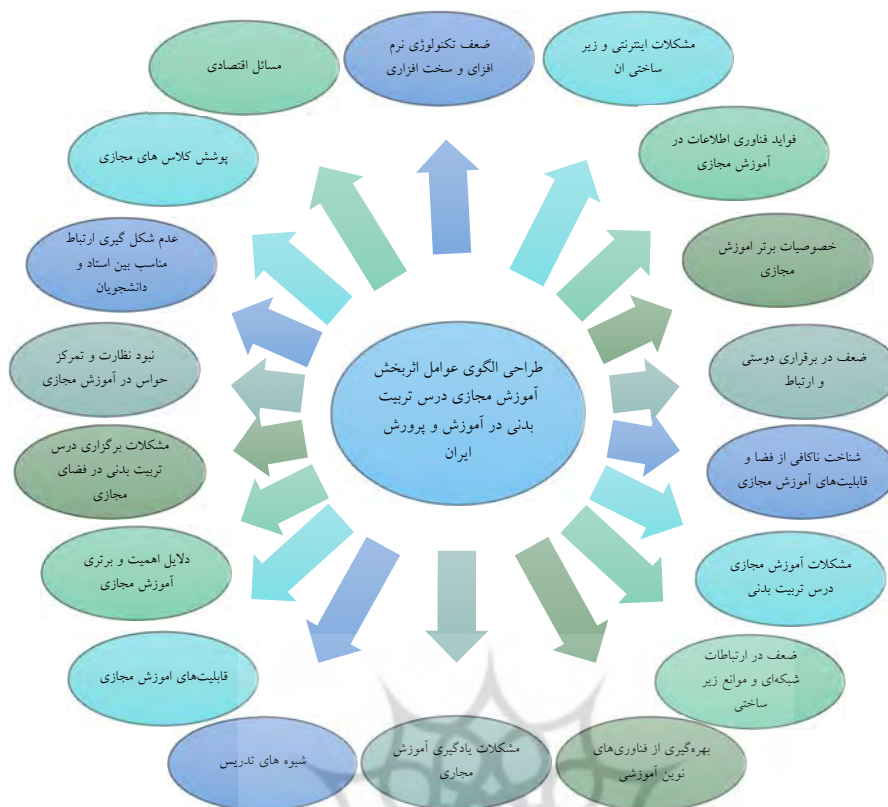 ضعف تکنولوژی نرم
افزای و سخت افزاری
مشکلات اینترنتی و زیر
ساختی ان
فواید فناوری اطلاعات در
آموزش مجازی
خصوصیات برتر اموزش
مجازی
ضعف در برقراری دوستی
و ارتباط
شناخت ناکافی از فضا و
قابلیت‌های آموزش مجازی
مشکلات آموزش مجازی
درس تربیت بدنی
ضعف در ارتباطات
شبکه‌ای و موانع زیر
ساختی
بهره‌گیری از فناوری‌های
نوین آموزشی
مشکلات یادگیری آموزش
مجاری
شیوه های تدریس
قابلیت‌های اموزش مجازی
دلایل اهمیت و برتری
آموزش مجازی
مشکلات برگزاری درس
تربیت بدنی در فضای
مجازی
نبود نظارت و تمرکز
حواس در آموزش مجازی
عدم شکل گیری ارتباط
مناسب بین استاد و
دانشجویان
پوشش کلاس های مجازی
مسائل اقتصادی
طراحی الگوی عوامل اثربخش
آموزش مجازی درس تربیت
بدنی در آموزش و پرورش
ایران